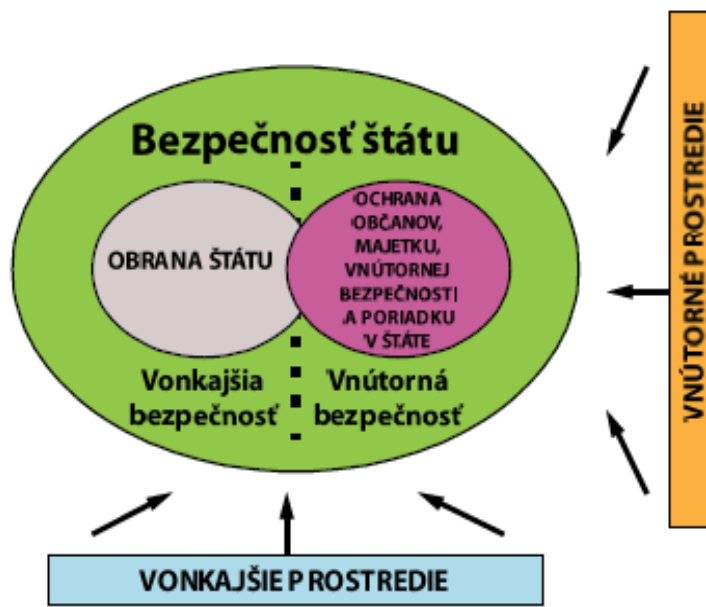 Bezpečnosť štátu
OBRANA ŠTÁTU
OCHRANA
OBČANOV,
MAJETKU,
VNÚTORNEJ
BEZPEČNOSTI
A PORIADKU
V ŠTÁTE
Vonkajšia
bezpečnosť
Vnútorná
bezpečnosť
VNÚTORNÉ PROSTREDIE
VONKAJŠIE PROSTREDIE